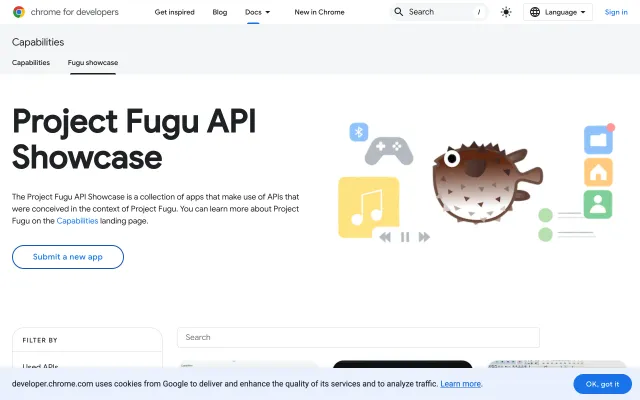 chrome for developers Get inspired Blog Docs New in Chrome Search / Language Sign in
Capabilities
Capabilities Fugu showcase
Project Fugu API
Showcase
The Project Fugu API Showcase is a collection of apps that make use of APIs that
were conceived in the context of Project Fugu. You can learn more about Project
Fugu on the Capabilities landing page.
Submit a new app
FILTER BY
Search
Used APIs
developer.chrome.com uses cookies from Google to deliver and enhance the quality of its services and to analyze traffic. Learn more. OK, got it